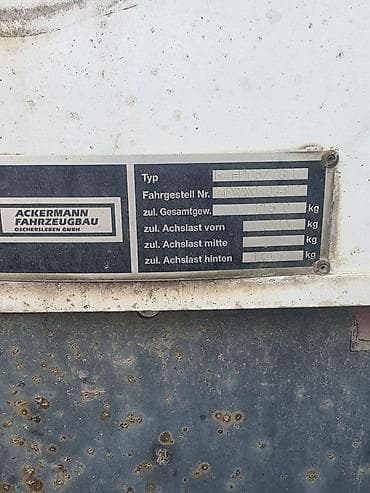 ACKERMANN
FAHRZEUGBAU
OSCHERSLEBEN GMBH
Typ
Fahrgestell Nr.
zul. Gesamtgew. kg
zul. Achslast vorn kg
zul. Achslast mitte kg
zul. Achslast hinten kg